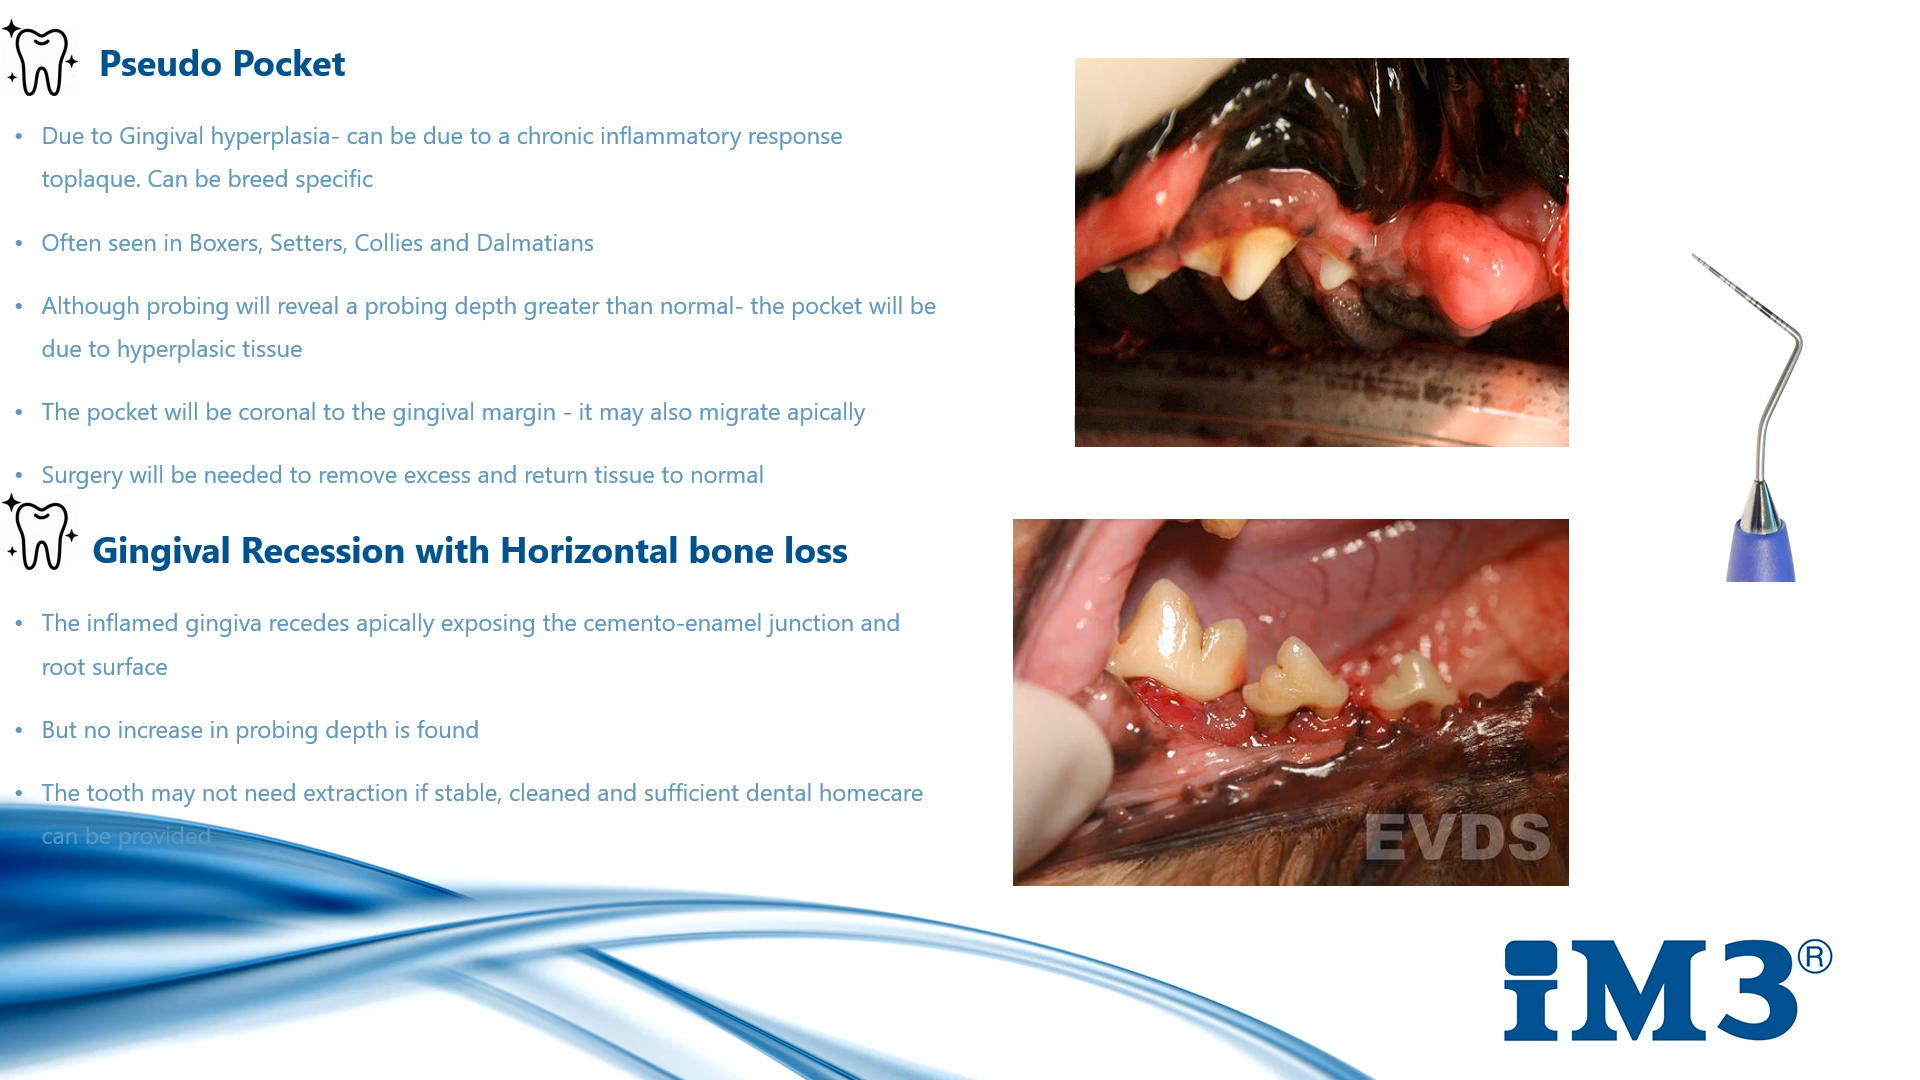 Pseudo Pocket
• Due to Gingival hyperplasia- can be due to a chronic inflammatory response
toplaque. Can be breed specific
• Often seen in Boxers, Setters, Collies and Dalmatians
• Although probing will reveal a probing depth greater than normal- the pocket will be
due to hyperplasic tissue
• The pocket will be coronal to the gingival margin - it may also migrate apically
• Surgery will be needed to remove excess and return tissue to normal
Gingival Recession with Horizontal bone loss
• The inflamed gingiva recedes apically exposing the cemento-enamel junction and
root surface
• But no increase in probing depth is found
• The tooth may not need extraction if stable, cleaned and sufficient dental homecare
can be provided
EVDS
iM3®